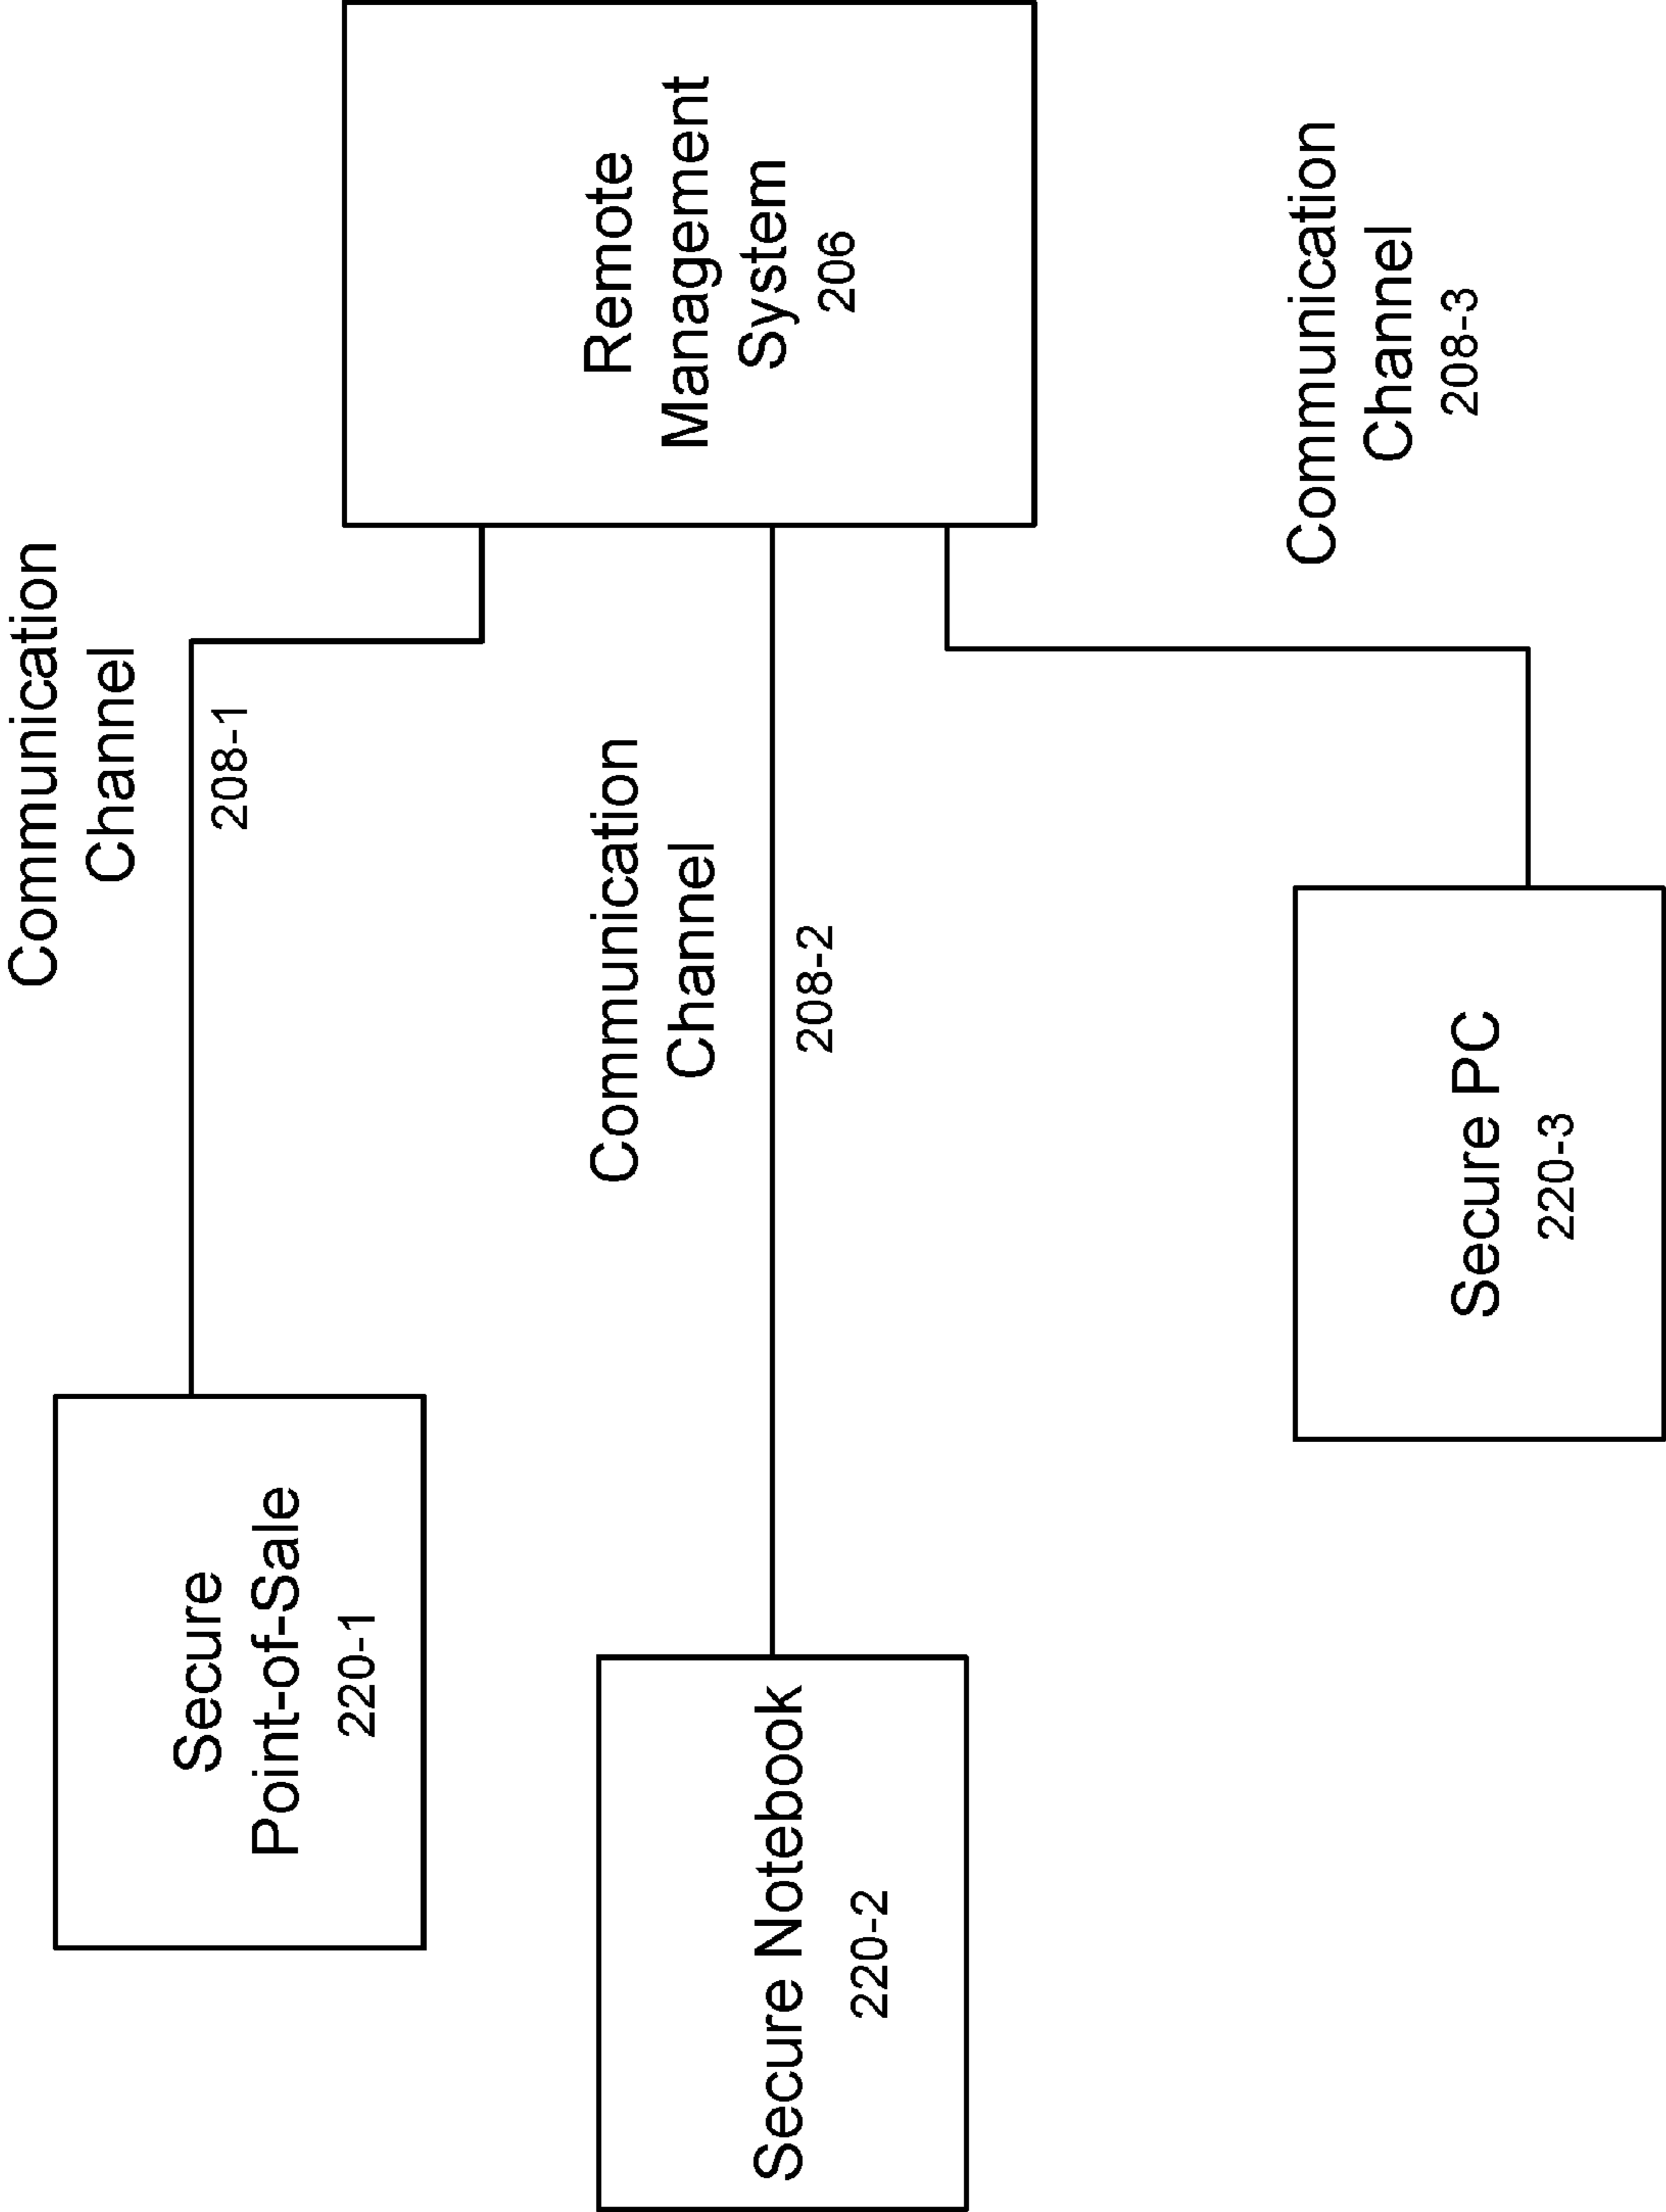 Communication
Channel
208-1
Secure
Point-of-Sale
220-1
Remote
Management
System
206
Communication
Channel
208-2
Secure Notebook
220-2
Communication
Channel
208-3
Secure PC
220-3